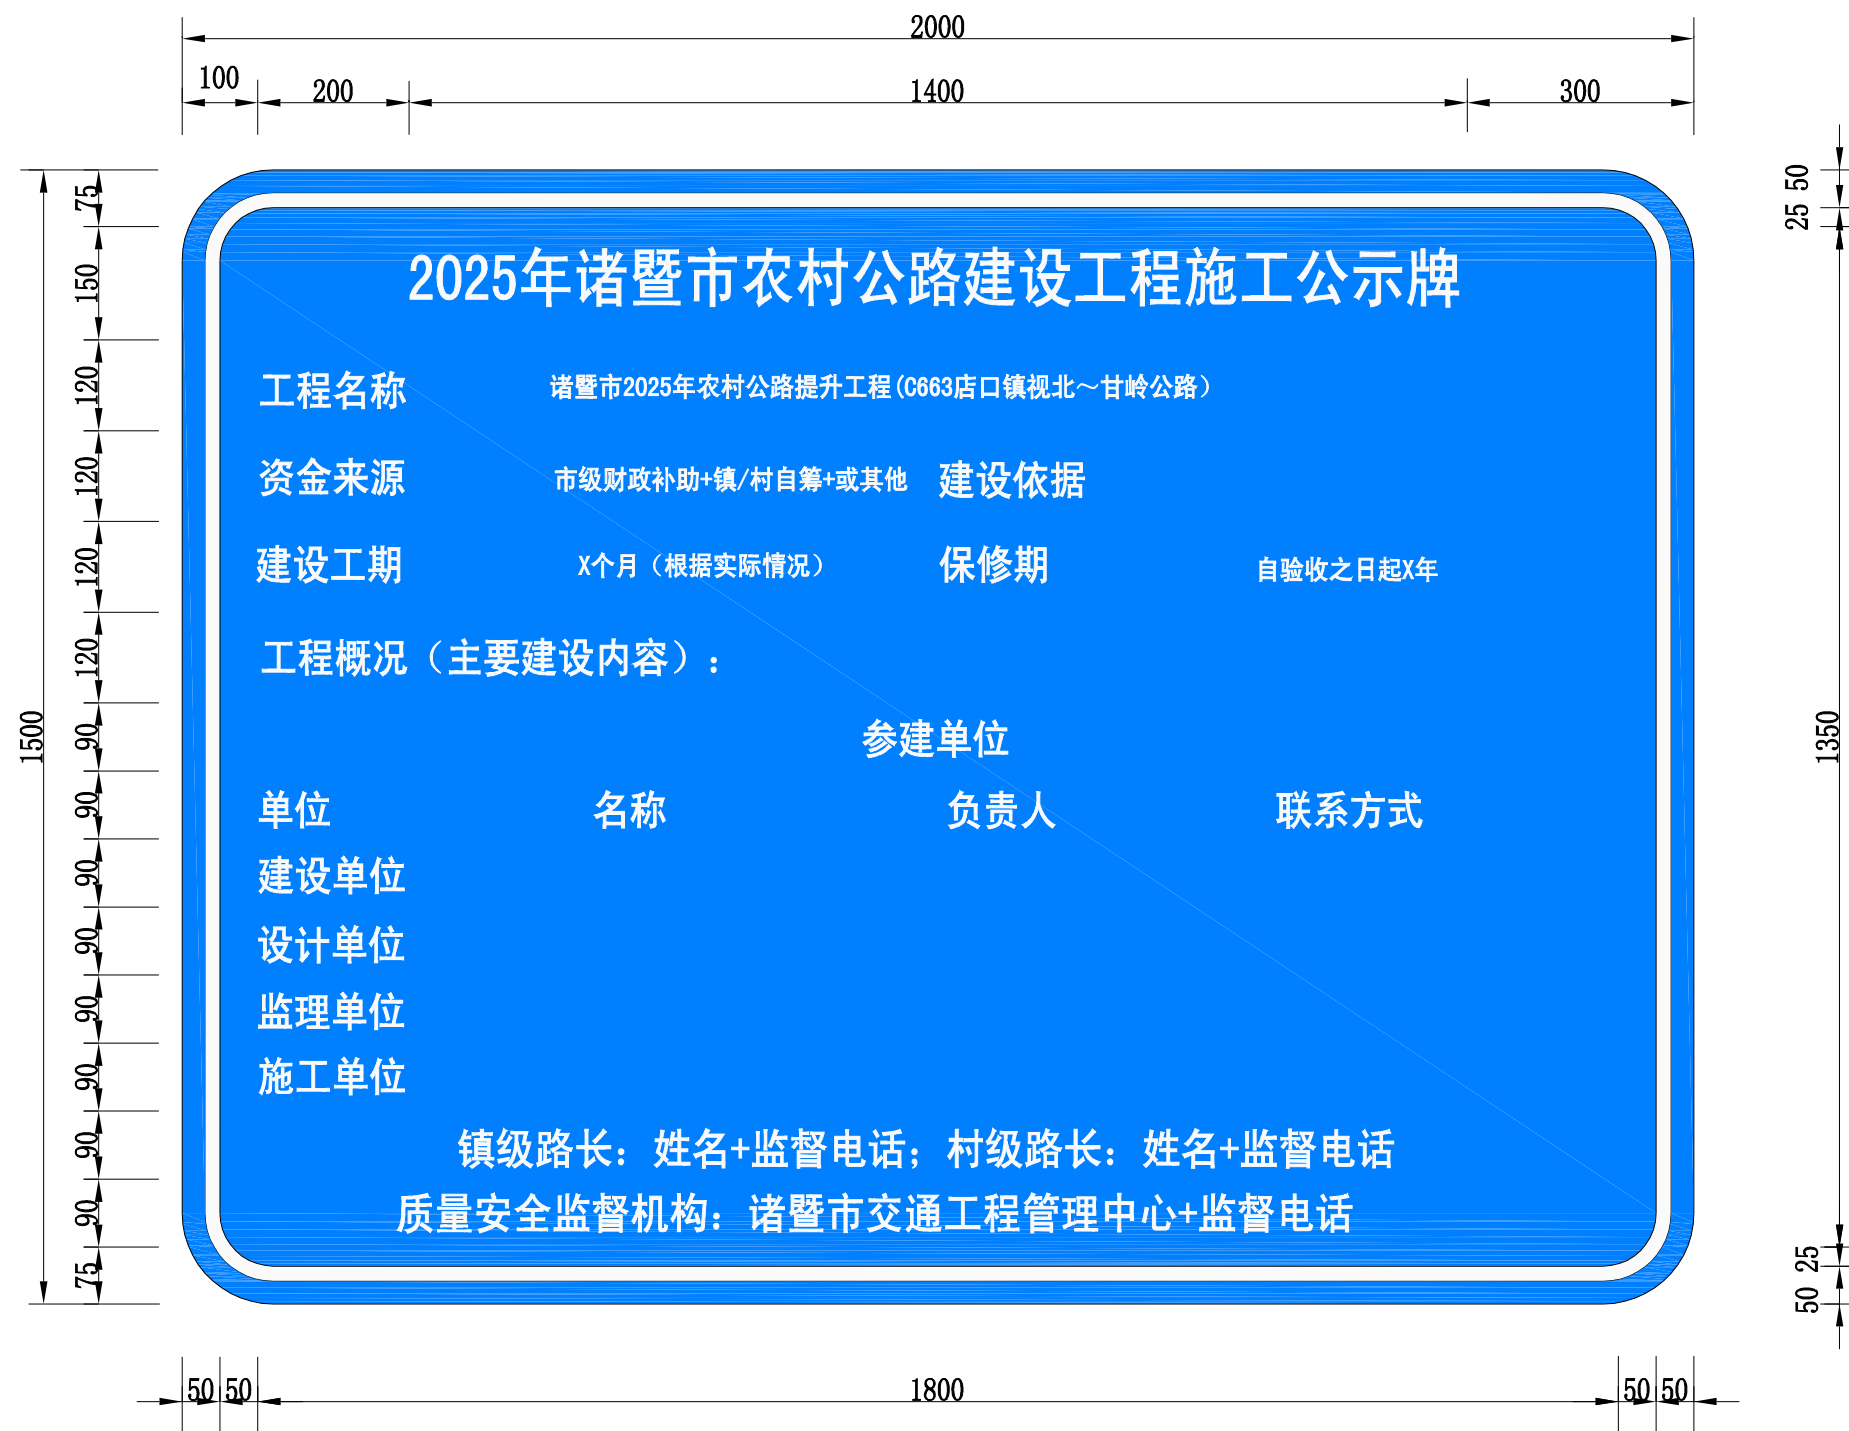 2000
100 200 1400 300
2025年诸暨市农村公路建设工程施工公示牌
工程名称 诸暨市2025年农村公路提升工程(C663店口镇视北～甘岭公路）
资金来源 市级财政补助+镇/村自筹+或其他 建设依据
建设工期 X个月（根据实际情况） 保修期 自验收之日起X年
工程概况（主要建设内容）：
参建单位
单位 名称 负责人 联系方式
建设单位
设计单位
监理单位
施工单位
镇级路长：姓名+监督电话；村级路长：姓名+监督电话
质量安全监督机构：诸暨市交通工程管理中心+监督电话
1500
75
150
120
120
120
120
90
90
90
90
90
90
90
90
75
50
25
1350
25
50
50 50 1800 50 50